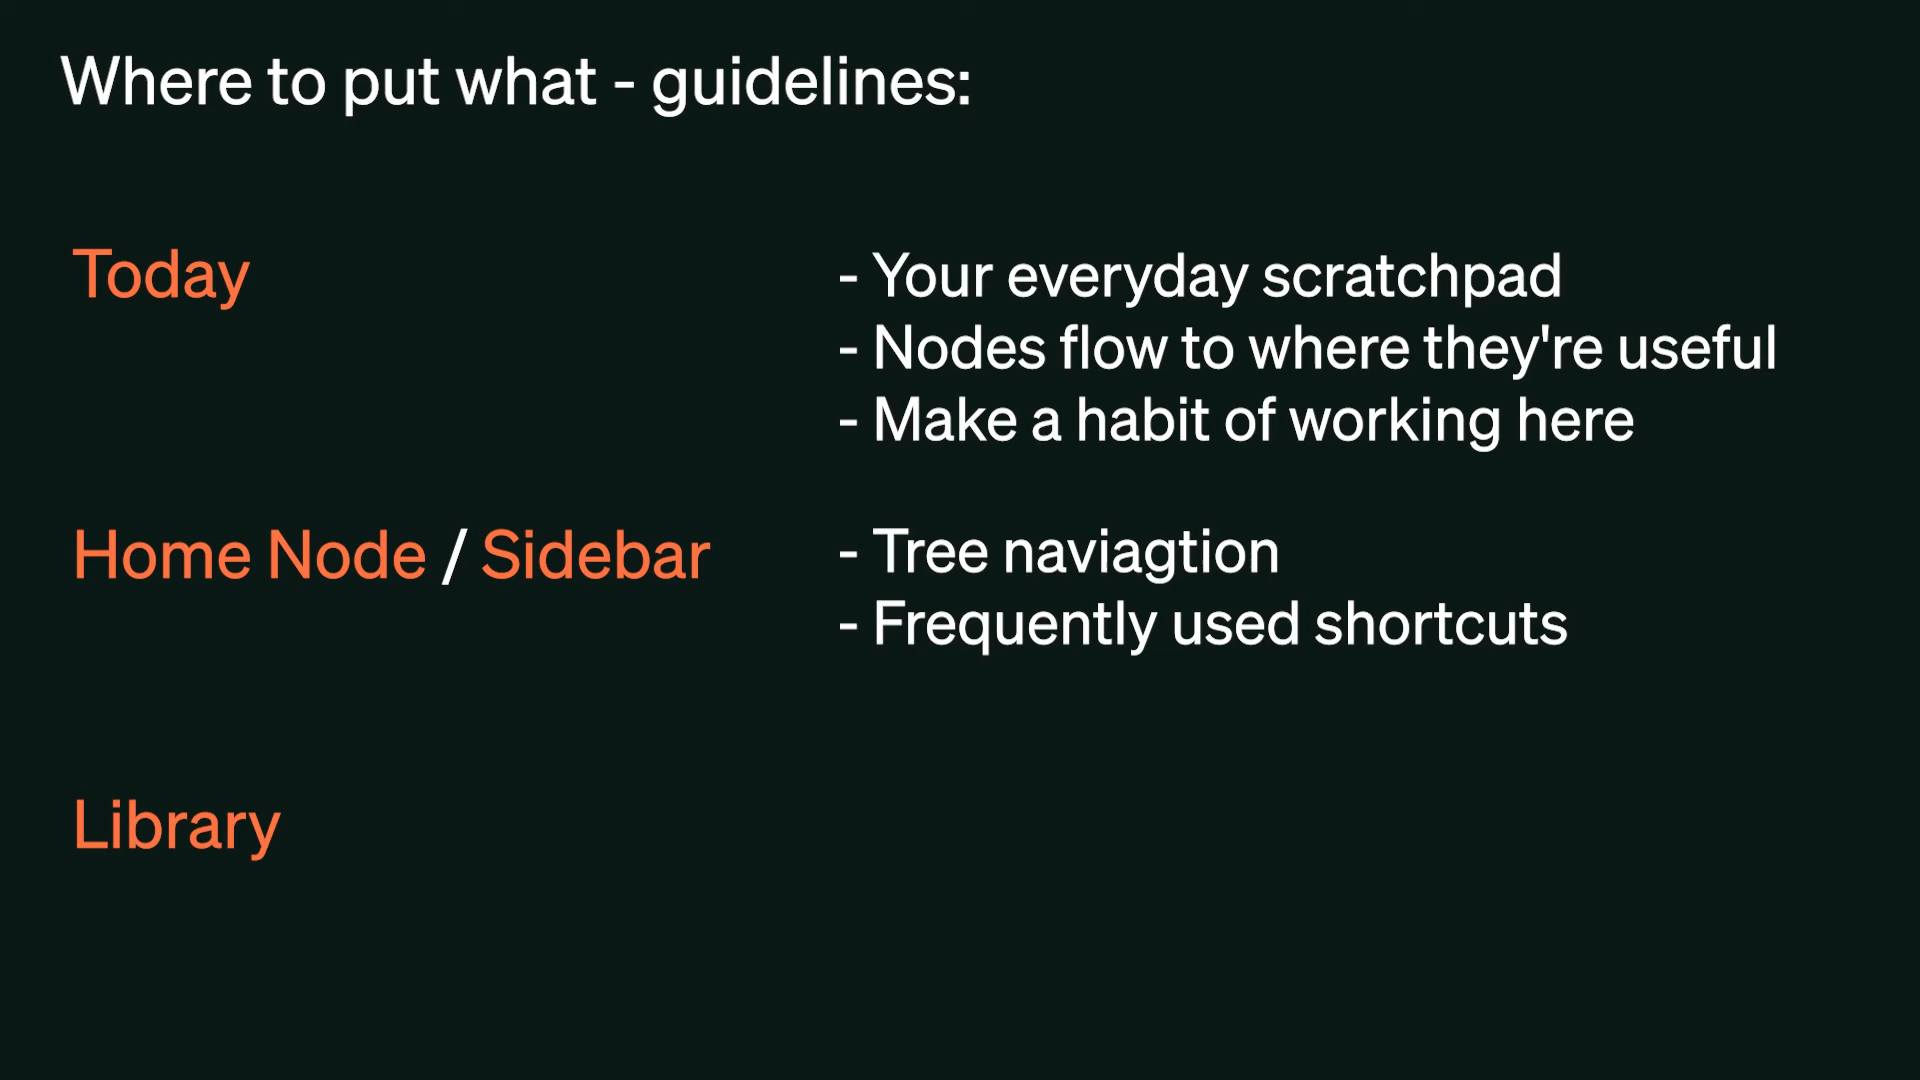 Where to put what - guidelines:
Today
- Your everyday scratchpad
- Nodes flow to where they're useful
- Make a habit of working here
Home Node / Sidebar
- Tree naviagtion
- Frequently used shortcuts
Library